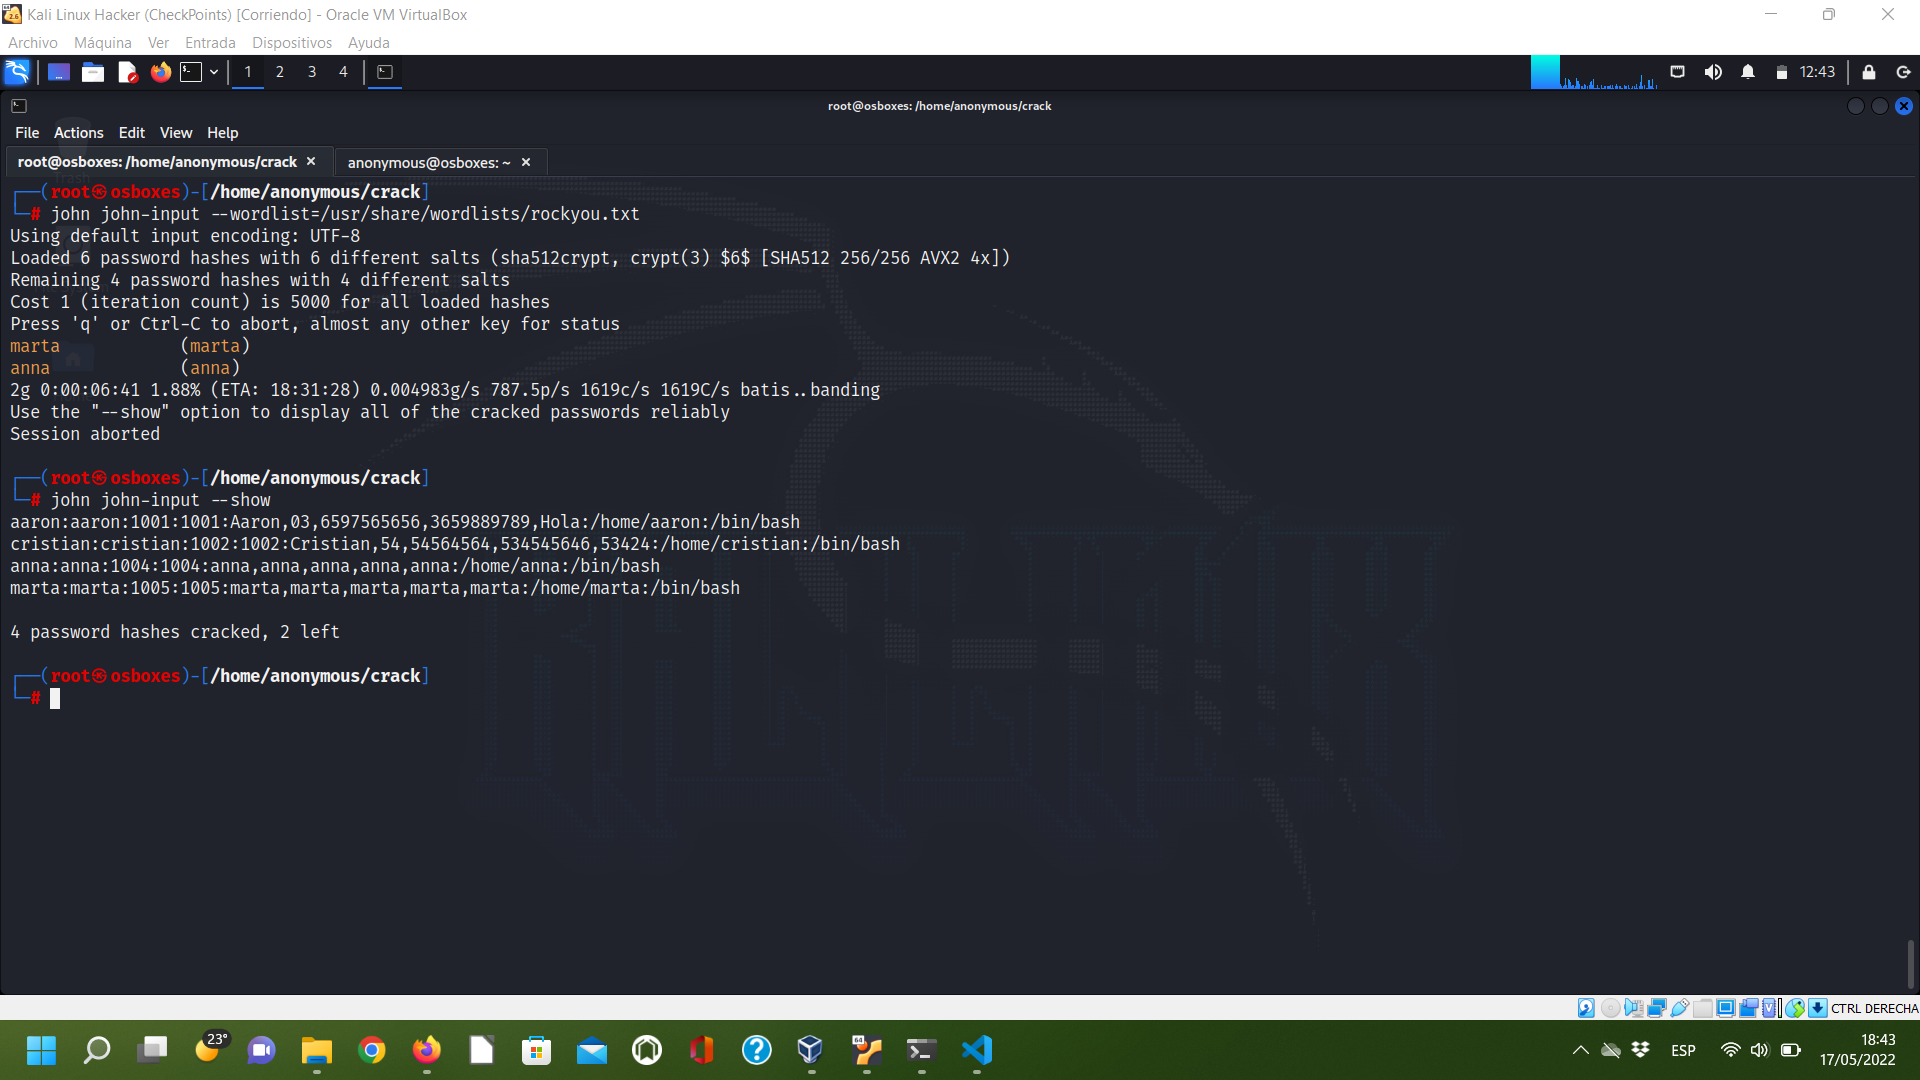 Kali Linux Hacker (CheckPoints) [Corriendo] - Oracle VM VirtualBox
Archivo Máquina Ver Entrada Dispositivos Ayuda
1 2 3 4 12:43
root@osboxes: /home/anonymous/crack
File Actions Edit View Help
root@osboxes: /home/anonymous/crack × anonymous@osboxes: ~ ×
┌──(root㉿osboxes)-[/home/anonymous/crack]
└─# john john-input --wordlist=/usr/share/wordlists/rockyou.txt
Using default input encoding: UTF-8
Loaded 6 password hashes with 6 different salts (sha512crypt, crypt(3) $6$ [SHA512 256/256 AVX2 4x])
Remaining 4 password hashes with 4 different salts
Cost 1 (iteration count) is 5000 for all loaded hashes
Press 'q' or Ctrl-C to abort, almost any other key for status
marta            (marta)
anna             (anna)
2g 0:00:06:41 1.88% (ETA: 18:31:28) 0.004983g/s 787.5p/s 1619c/s 1619C/s batis..banding
Use the "--show" option to display all of the cracked passwords reliably
Session aborted
┌──(root㉿osboxes)-[/home/anonymous/crack]
└─# john john-input --show
aaron:aaron:1001:1001:Aaron,03,6597565656,3659889789,Hola:/home/aaron:/bin/bash
cristian:cristian:1002:1002:Cristian,54,54564564,534545646,53424:/home/cristian:/bin/bash
anna:anna:1004:1004:anna,anna,anna,anna,anna:/home/anna:/bin/bash
marta:marta:1005:1005:marta,marta,marta,marta,marta:/home/marta:/bin/bash
4 password hashes cracked, 2 left
┌──(root㉿osboxes)-[/home/anonymous/crack]
└─#
CTRL DERECHA
23°
ESP
18:43
17/05/2022